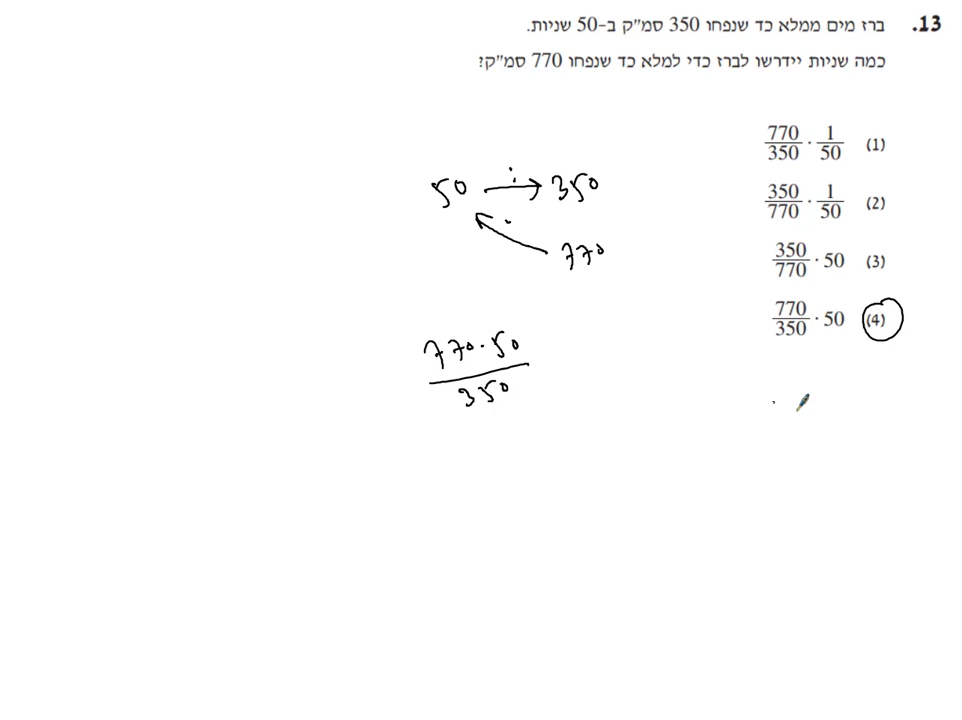 13. ברז מים ממלא כד שנפחו 350 סמ"ק ב-50 שניות.
כמה שניות יידרשו לברז כדי למלא כד שנפחו 770 סמ"ק?
(1) 770/350 · 1/50
(2) 350/770 · 1/50
(3) 350/770 · 50
(4) 770/350 · 50
50 : → 350
· 770
770 · 50
350